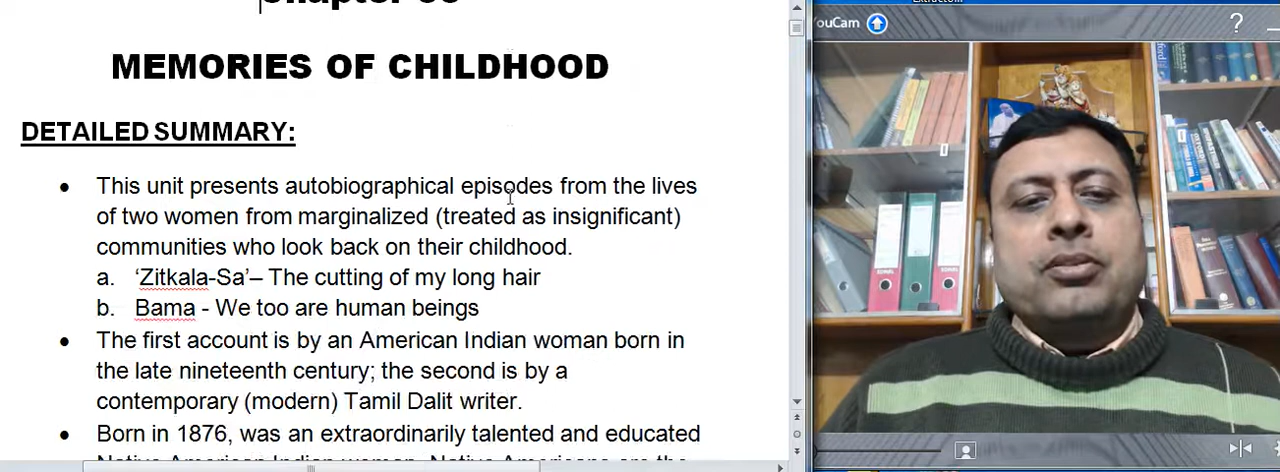 MEMORIES OF CHILDHOOD
DETAILED SUMMARY:
• This unit presents autobiographical episodes from the lives
of two women from marginalized (treated as insignificant)
communities who look back on their childhood.
a. ‘Zitkala-Sa’– The cutting of my long hair
b. Bama - We too are human beings
• The first account is by an American Indian woman born in
the late nineteenth century; the second is by a
contemporary (modern) Tamil Dalit writer.
• Born in 1876, was an extraordinarily talented and educated
YouCam
?